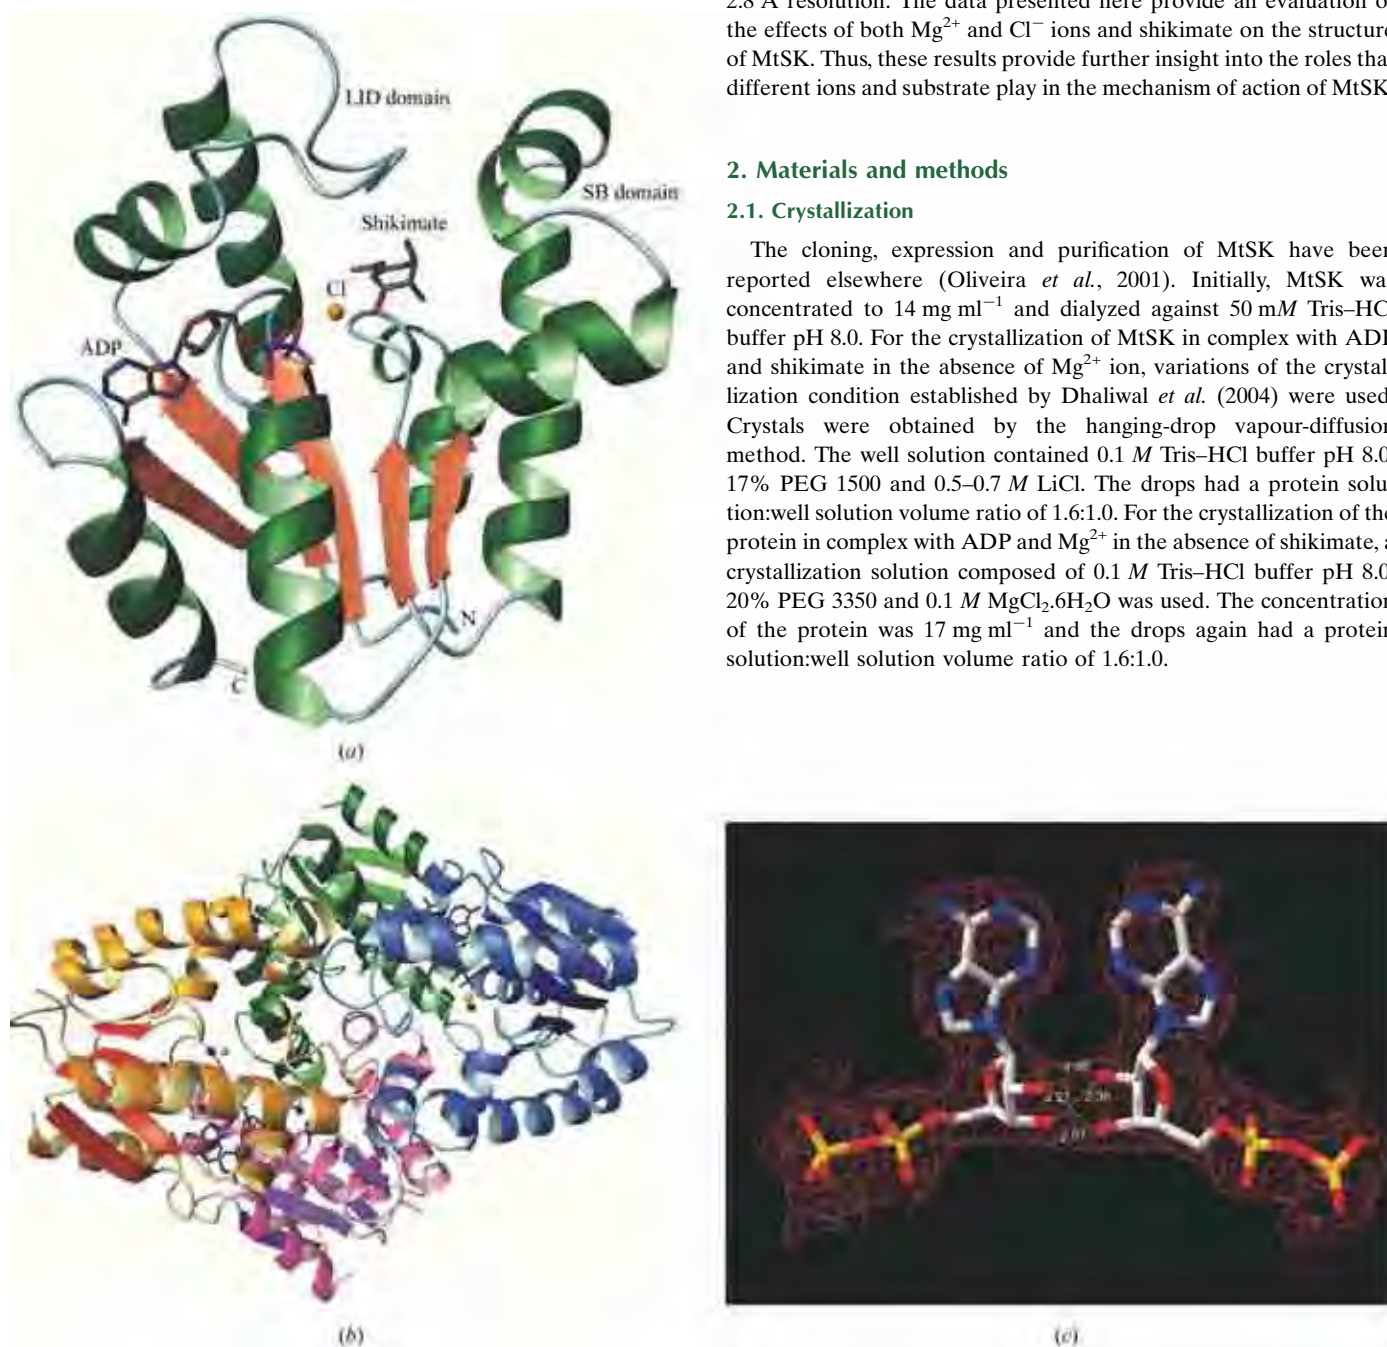 LID domain
SB domain
Shikimate
Cl
ADP
N
C
(a)
(b)
2.8 Å resolution. The data presented here provide an evaluation
the effects of both Mg²⁺ and Cl⁻ ions and shikimate on the structure
of MtSK. Thus, these results provide further insight into the roles tha
different ions and substrate play in the mechanism of action of MtSK
2. Materials and methods
2.1. Crystallization
The cloning, expression and purification of MtSK have been
reported elsewhere (Oliveira et al., 2001). Initially, MtSK wa
concentrated to 14 mg ml⁻¹ and dialyzed against 50 mM Tris–HC
buffer pH 8.0. For the crystallization of MtSK in complex with ADP
and shikimate in the absence of Mg²⁺ ion, variations of the crystal
lization condition established by Dhaliwal et al. (2004) were used
Crystals were obtained by the hanging-drop vapour-diffusion
method. The well solution contained 0.1 M Tris–HCl buffer pH 8.0
17% PEG 1500 and 0.5–0.7 M LiCl. The drops had a protein solu
tion:well solution volume ratio of 1.6:1.0. For the crystallization of the
protein in complex with ADP and Mg²⁺ in the absence of shikimate, a
crystallization solution composed of 0.1 M Tris–HCl buffer pH 8.0
20% PEG 3350 and 0.1 M MgCl₂.6H₂O was used. The concentration
of the protein was 17 mg ml⁻¹ and the drops again had a protein
solution:well solution volume ratio of 1.6:1.0.
(c)